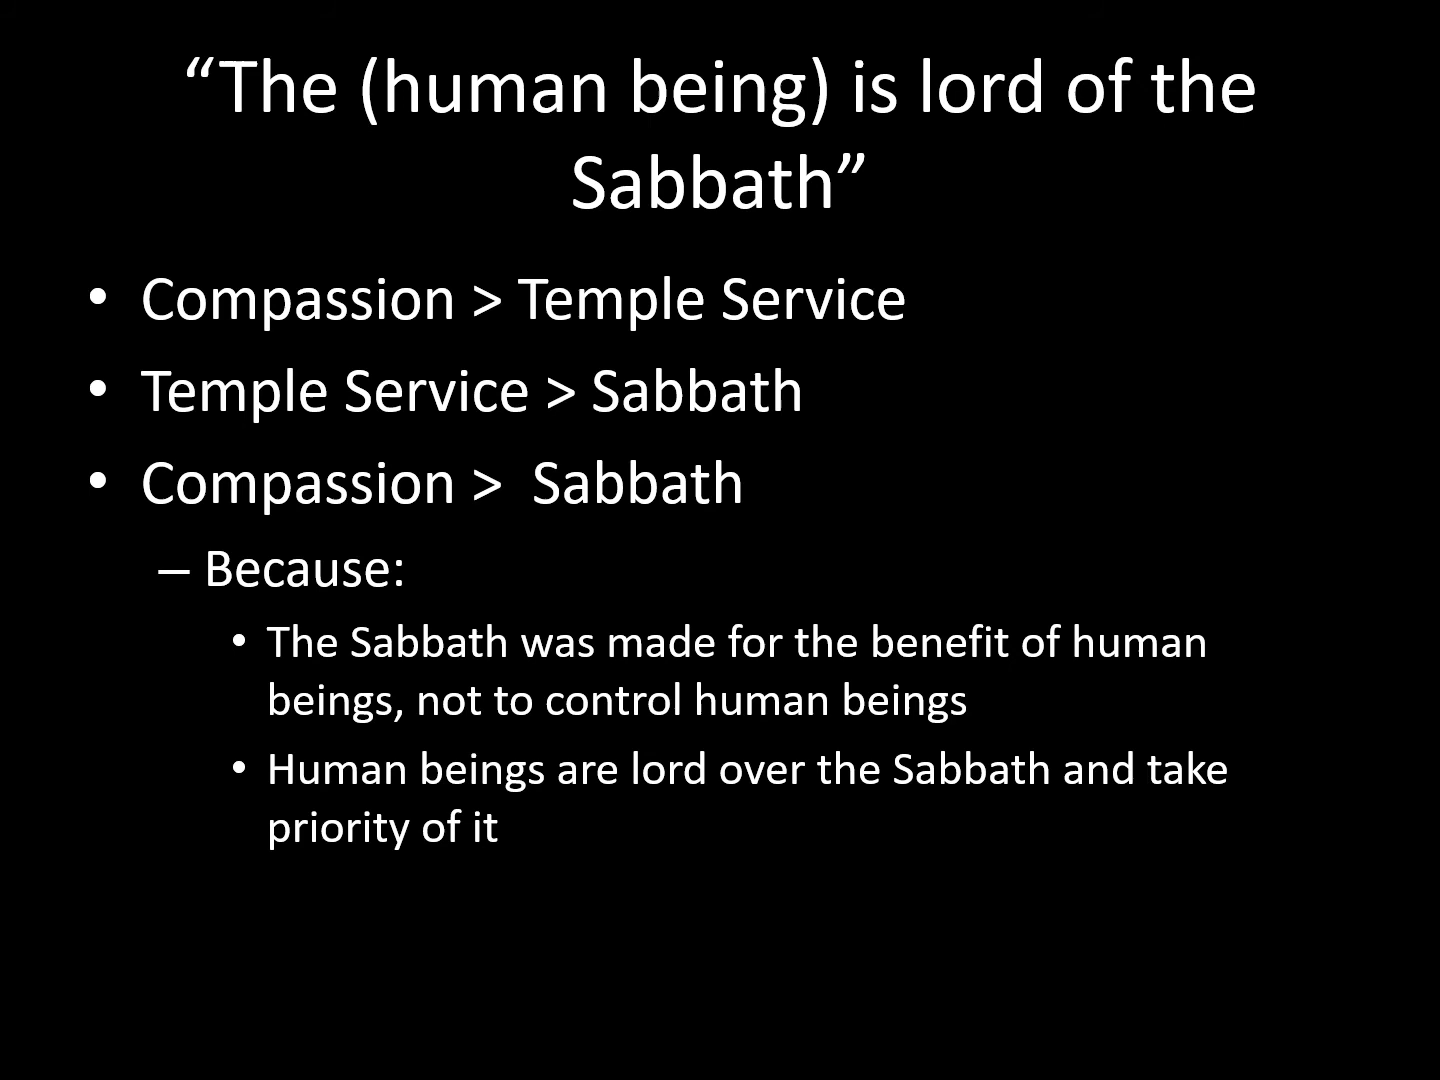 “The (human being) is lord of the
Sabbath”
• Compassion > Temple Service
• Temple Service > Sabbath
• Compassion >  Sabbath
– Because:
• The Sabbath was made for the benefit of human
beings, not to control human beings
• Human beings are lord over the Sabbath and take
priority of it